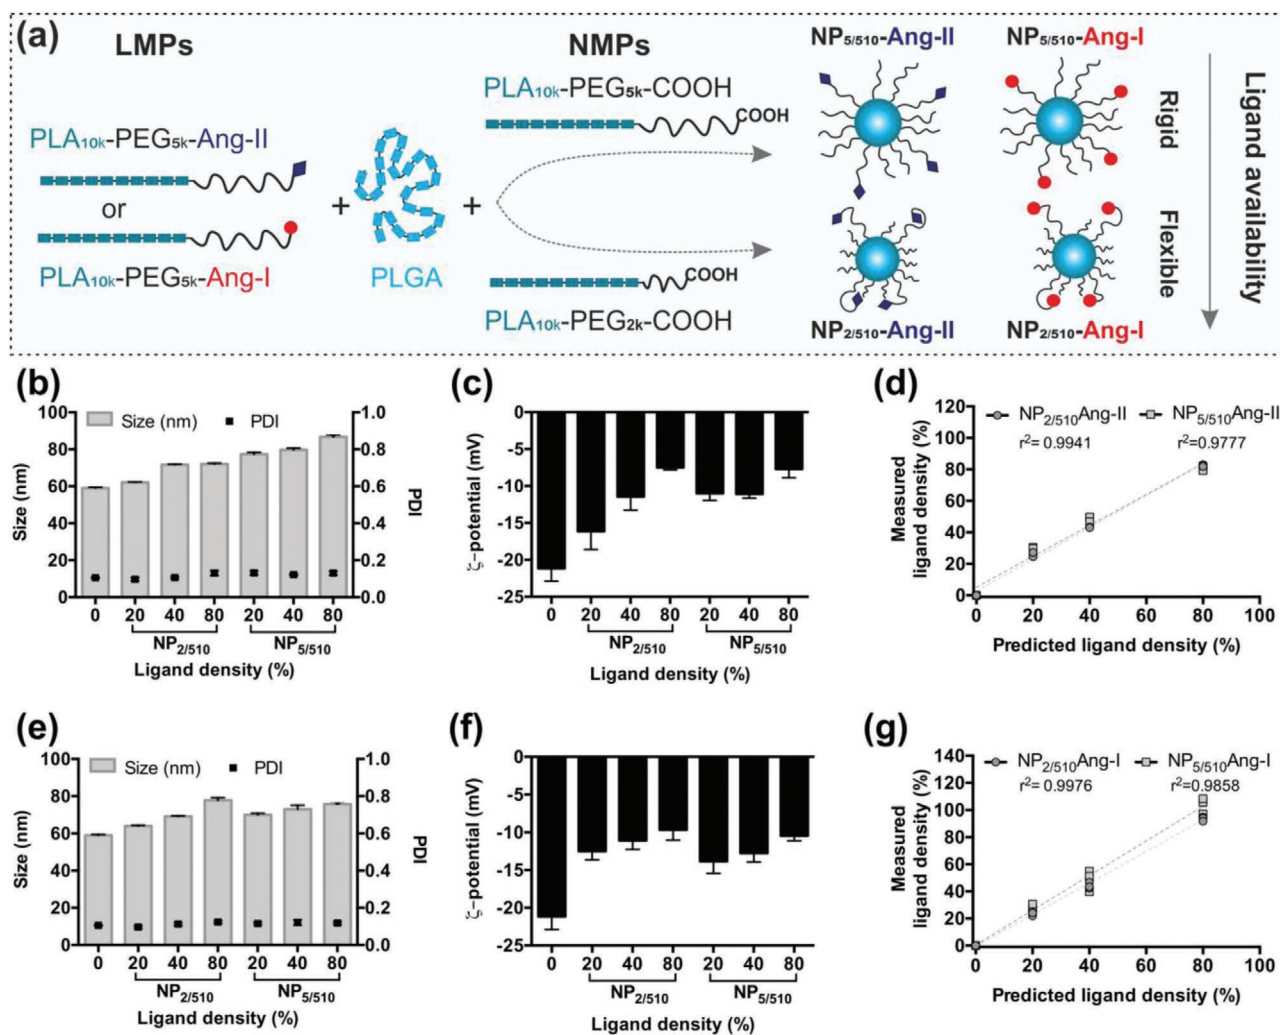 (a)
LMPs
NMPs
NP5/510-Ang-II
NP5/510-Ang-I
PLA10k-PEG5k-COOH
COOH
PLA10k-PEG5k-Ang-II
or
PLA10k-PEG5k-Ang-I
+
PLGA
+
COOH
PLA10k-PEG2k-COOH
NP2/510-Ang-II
NP2/510-Ang-I
Rigid
Flexible
Ligand availability
(b)
Size (nm)
PDI
100
80
60
40
20
0
Size (nm)
1.0
0.8
0.6
0.4
0.2
0.0
PDI
0 20 40 80 20 40 80
NP2/510 NP5/510
Ligand density (%)
(c)
0
-5
-10
-15
-20
-25
ζ-potential (mV)
0 20 40 80 20 40 80
NP2/510 NP5/510
Ligand density (%)
(d)
NP2/510Ang-II
r2= 0.9941
NP5/510Ang-II
r2=0.9777
120
100
80
60
40
20
0
Measured
ligand density (%)
0 20 40 60 80 100
Predicted ligand density (%)
(e)
Size (nm)
PDI
100
80
60
40
20
0
Size (nm)
1.0
0.8
0.6
0.4
0.2
0.0
PDI
0 20 40 80 20 40 80
NP2/510 NP5/510
Ligand density (%)
(f)
0
-5
-10
-15
-20
-25
ζ-potential (mV)
0 20 40 80 20 40 80
NP2/510 NP5/510
Ligand density (%)
(g)
NP2/510Ang-I
r2= 0.9976
NP5/510Ang-I
r2=0.9858
140
120
100
80
60
40
20
0
Measured
ligand density (%)
0 20 40 60 80 100
Predicted ligand density (%)